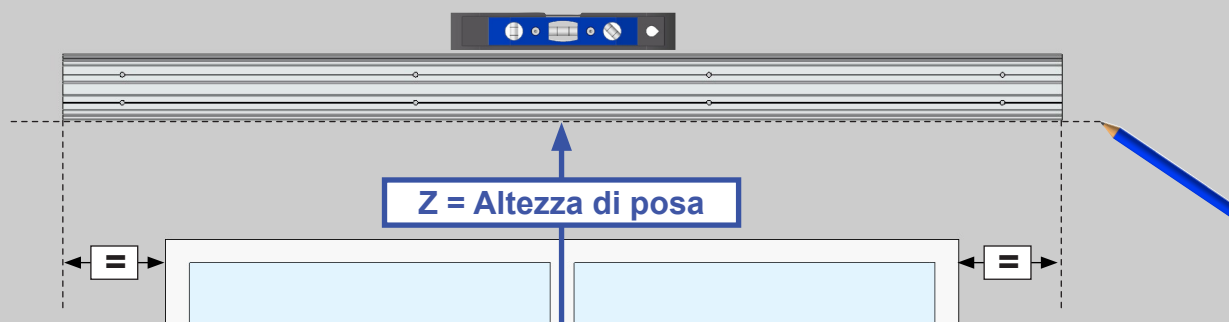 Z = Altezza di posa
= =